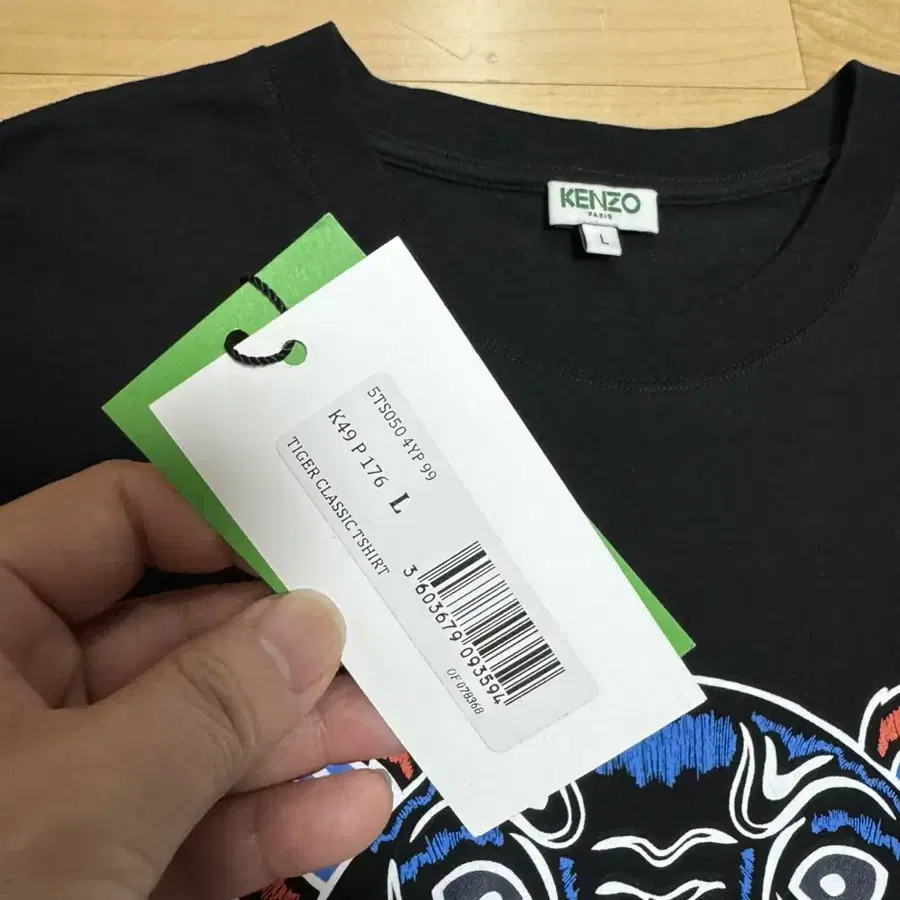 KENZO
PARIS
L
5TS050 4YP 99
K49 P 176 L
TIGER CLASSIC TSHIRT
3 603679 093594
OF 078368